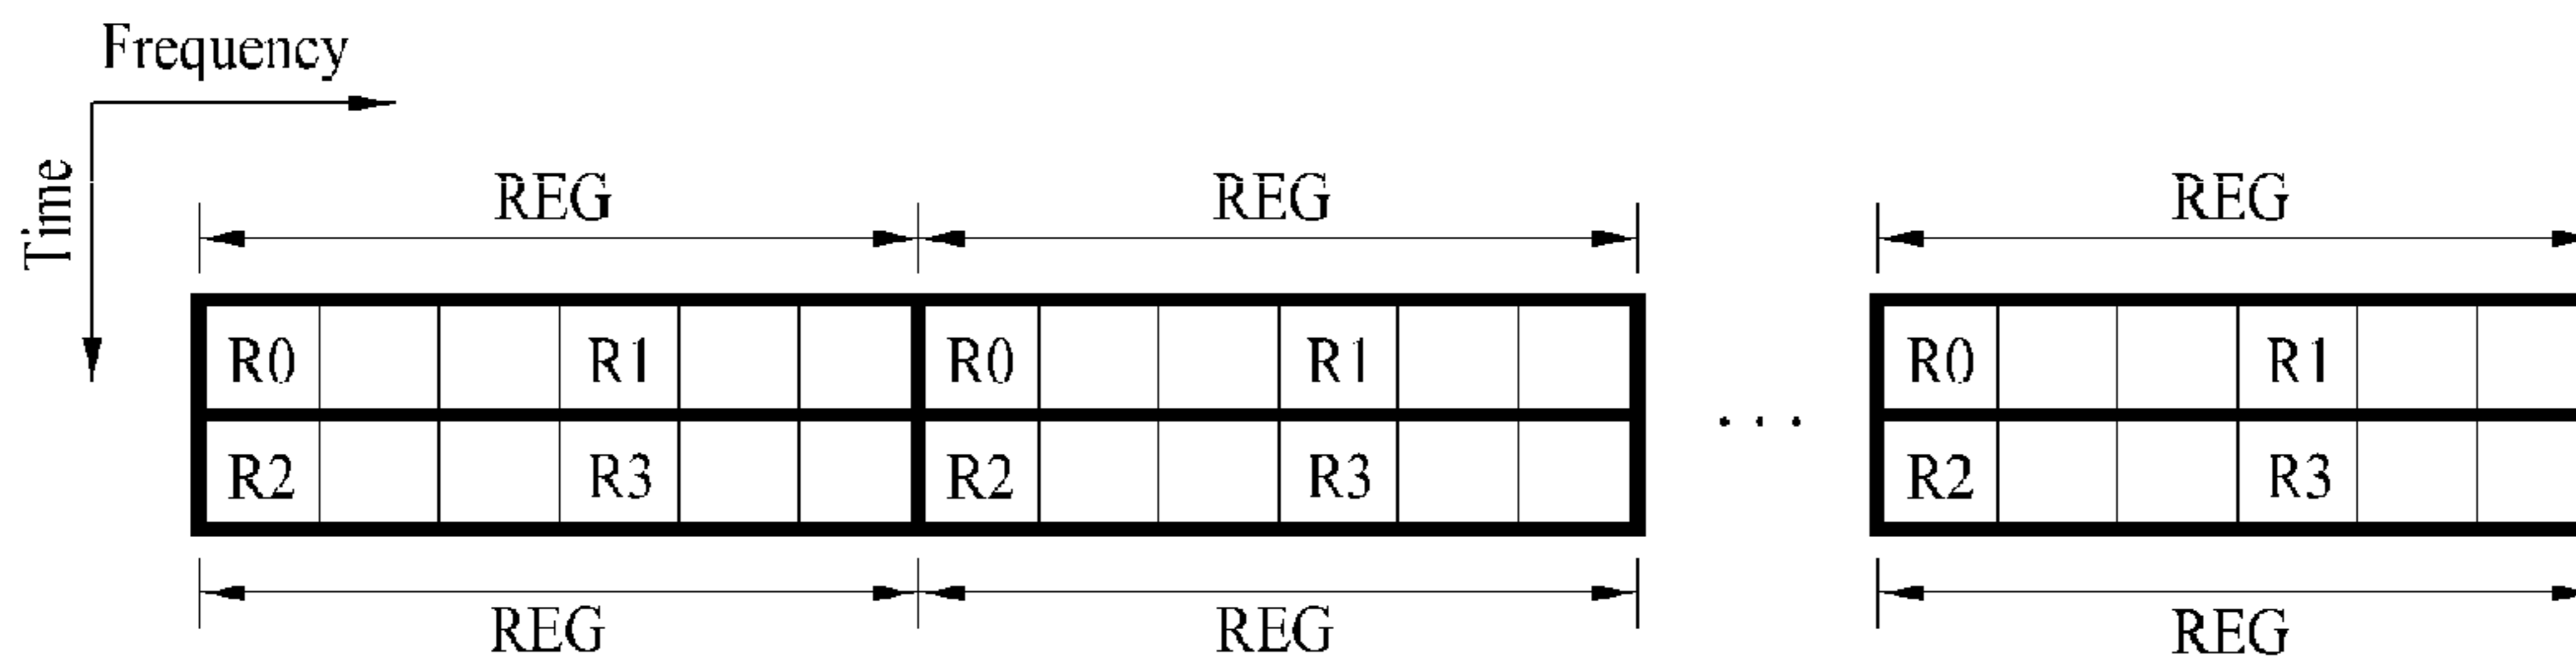 Frequency
Time
REG REG REG
R0 R1 R0 R1 . . . R0 R1
R2 R3 R2 R3 R2 R3
REG REG REG